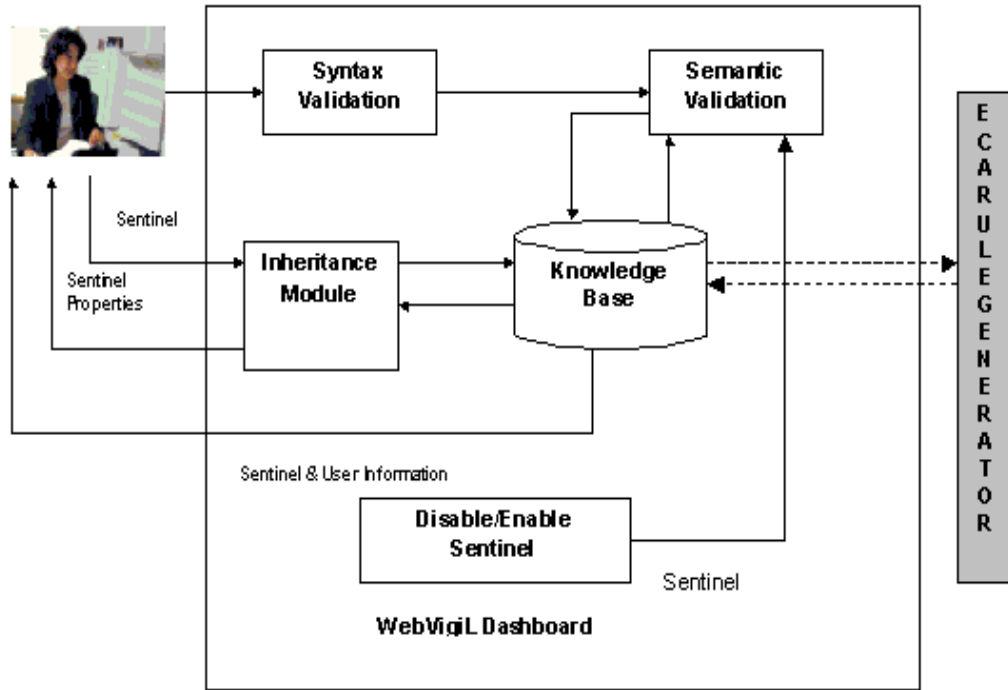 Syntax
Validation
Semantic
Validation
Sentinel
Sentinel
Properties
Inheritance
Module
Knowledge
Base
Sentinel & User Information
Disable/Enable
Sentinel
Sentinel
WebVigiL Dashboard
E
C
A
R
U
L
E
G
E
N
E
R
A
T
O
R